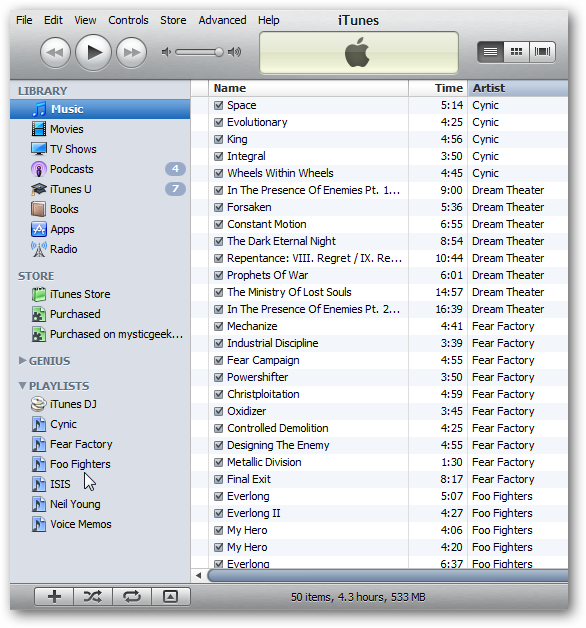 iTunes
File Edit View Controls Store Advanced Help
LIBRARY
Music
Movies
TV Shows
Podcasts 4
iTunes U 7
Books
Apps
Radio
STORE
iTunes Store
Purchased
Purchased on mysticgeek...
GENIUS
PLAYLISTS
iTunes DJ
Cynic
Fear Factory
Foo Fighters
ISIS
Neil Young
Voice Memos
Name Time Artist
Space 5:14 Cynic
Evolutionary 4:25 Cynic
King 4:56 Cynic
Integral 3:50 Cynic
Wheels Within Wheels 4:45 Cynic
In The Presence Of Enemies Pt. 1... 9:00 Dream Theater
Forsaken 5:36 Dream Theater
Constant Motion 6:55 Dream Theater
The Dark Eternal Night 8:54 Dream Theater
Repentance: VIII. Regret / IX. Re... 10:44 Dream Theater
Prophets Of War 6:01 Dream Theater
The Ministry Of Lost Souls 14:57 Dream Theater
In The Presence Of Enemies Pt. 2... 16:39 Dream Theater
Mechanize 4:41 Fear Factory
Industrial Discipline 3:39 Fear Factory
Fear Campaign 4:55 Fear Factory
Powershifter 3:50 Fear Factory
Christploitation 4:59 Fear Factory
Oxidizer 3:45 Fear Factory
Controlled Demolition 4:25 Fear Factory
Designing The Enemy 4:55 Fear Factory
Metallic Division 1:30 Fear Factory
Final Exit 8:17 Fear Factory
Everlong 5:07 Foo Fighters
Everlong II 4:27 Foo Fighters
My Hero 4:06 Foo Fighters
My Hero 4:20 Foo Fighters
Everlong 6:37 Foo Fighters
50 items, 4.3 hours, 533 MB